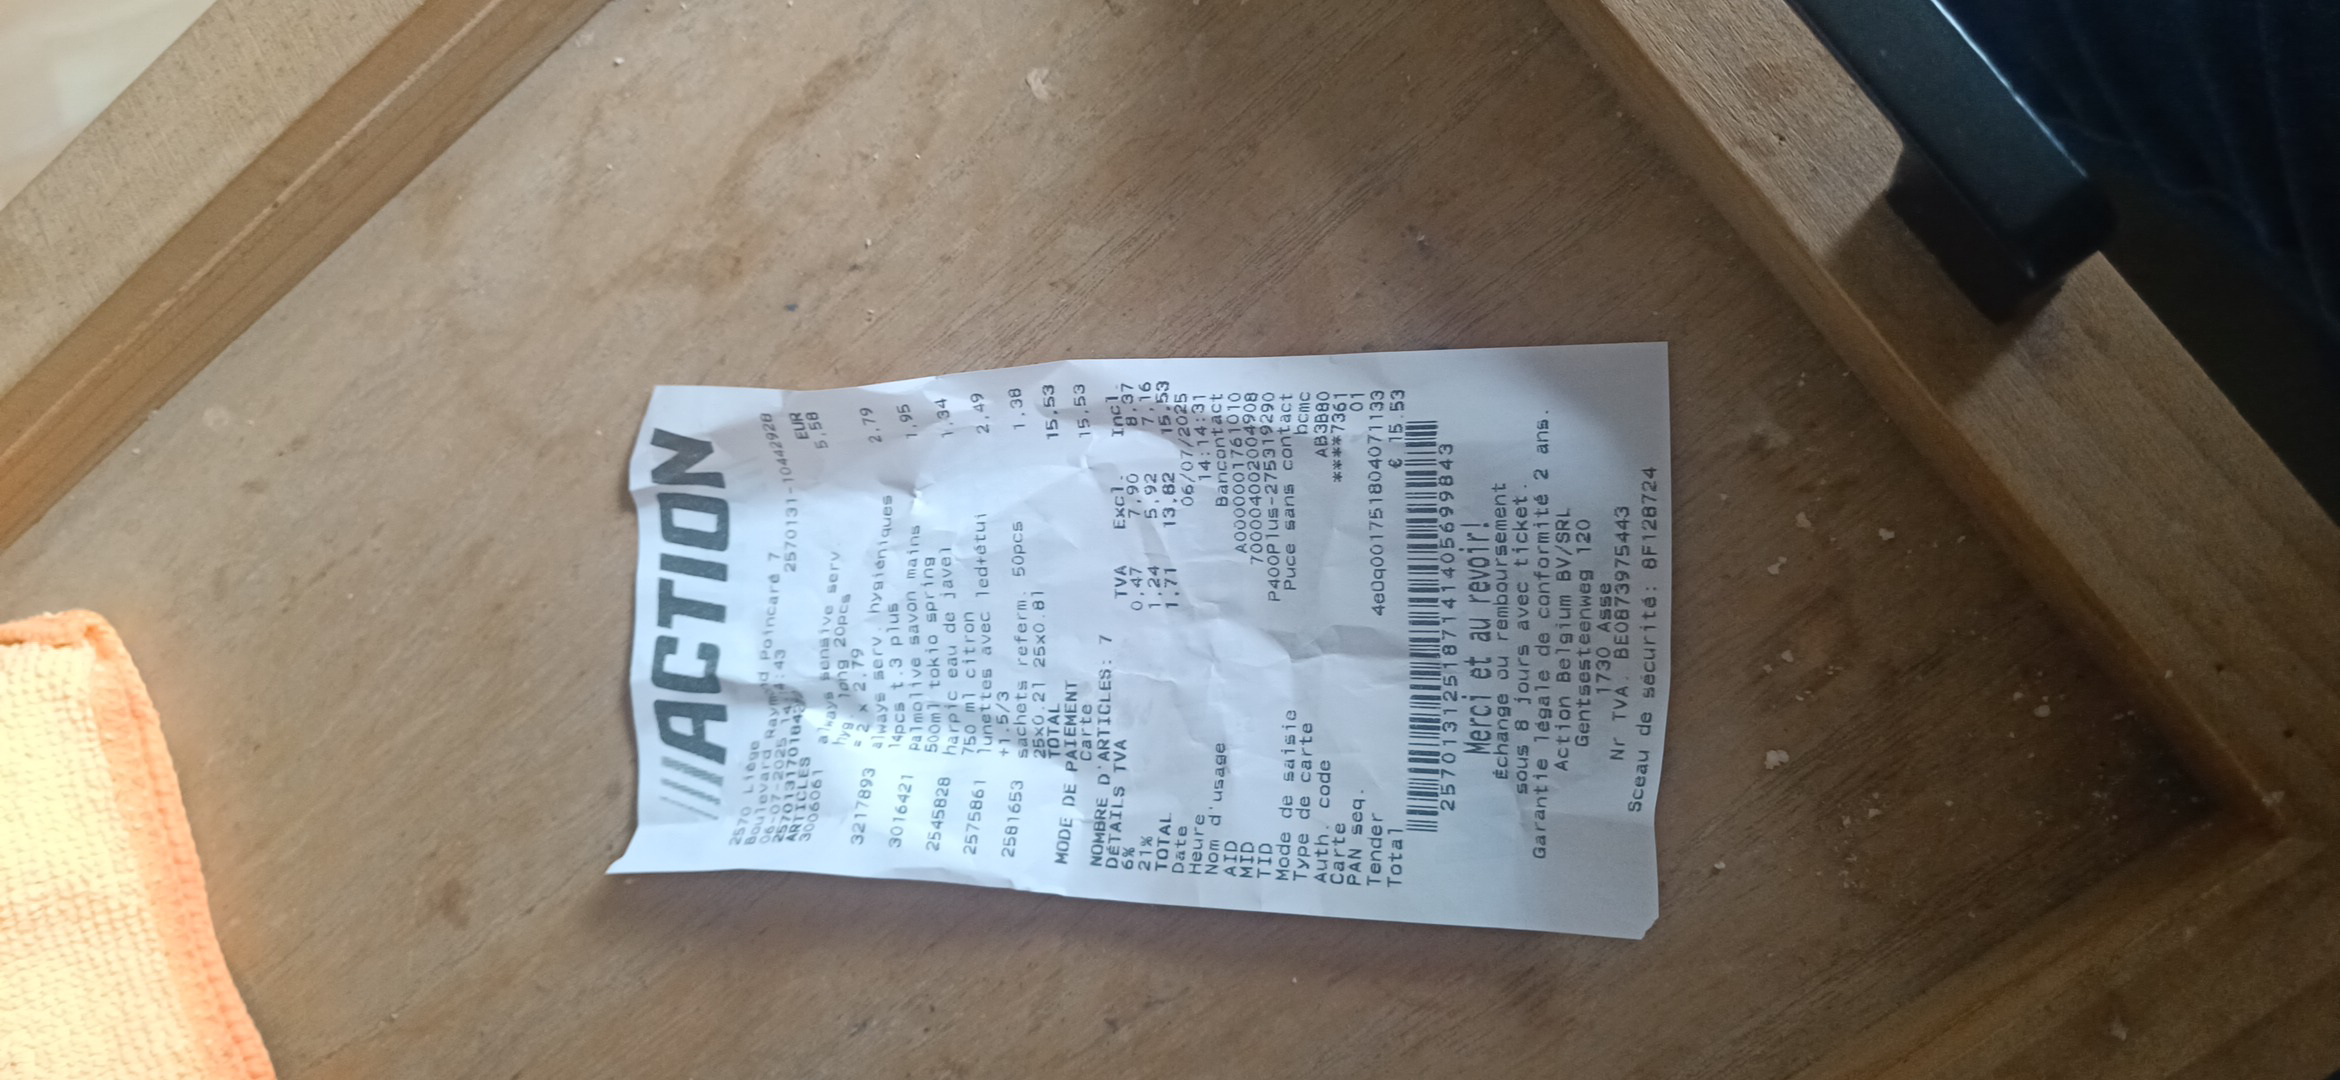 ACTION
2570 Liège
Boulevard Raymond Poincaré 7
06-07-2025 14:14:43 2570131-10442928
ARTICLES EUR
3006061 always sensaive serv. 5,58
hyg long 20pcs
= 2 x 2,79
3217893 always serv. hygiéniques 2,79
14pcs t.3 plus
3016421 palmolive savon mains 1,95
500ml tokio spring
2545828 harpic eau de javel 1,34
750 ml citron
2575861 lunettes avec led+étui 2,49
+1.5/3
2581653 sachets referm. 50pcs 1,38
25x0.21 25x0.81
TOTAL 15,53
MODE DE PAIEMENT
Carte 15,53
NOMBRE D'ARTICLES: 7
DÉTAILS TVA TVA Excl. Incl.
6% 0,47 7,90 8,37
21% 1,24 5,92 7,16
TOTAL 1,71 13,82 15,53
Date 06/07/2025
Heure 14:14:31
Nom d'usage Bancontact
AID
MID
TID P400Plus-275319290
Mode de saisie Puce sans contact
Type de carte bcmc
Auth. code AB3B80
Carte ****7361
PAN seq. 01
Tender 4e0q001751804071133
Total € 15.53
Merci et au revoir!
Échange ou remboursement
sous 8 jours avec ticket.
Garantie légale de conformité 2 ans.
Action Belgium BV/SRL
Gentsesteenweg 120
1730 Asse
Nr TVA. BE0873975443
Sceau de sécurité: 8F128724